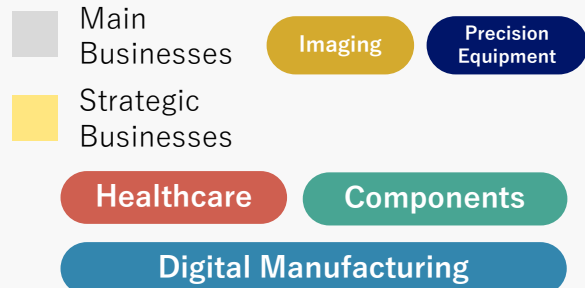 Main
Businesses
Imaging
Precision
Equipment
Strategic
Businesses
Healthcare
Components
Digital Manufacturing